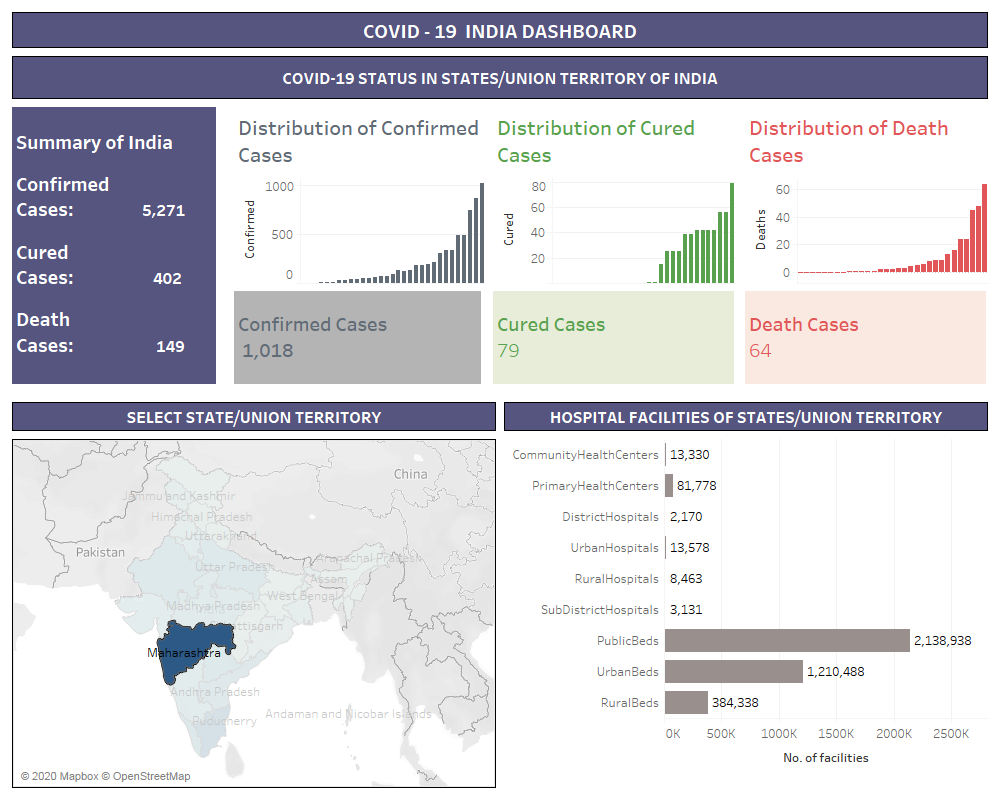 COVID - 19 INDIA DASHBOARD
COVID-19 STATUS IN STATES/UNION TERRITORY OF INDIA
Summary of India
Confirmed
Cases: 5,271
Cured
Cases: 402
Death
Cases: 149
Distribution of Confirmed
Cases
1000
500
0
Confirmed
Confirmed Cases
1,018
Distribution of Cured
Cases
80
60
40
20
Cured
Cured Cases
79
Distribution of Death
Cases
60
40
20
0
Deaths
Death Cases
64
SELECT STATE/UNION TERRITORY
China
Jammu and Kashmir
Himachal Pradesh
Uttarakhand
Pakistan
Arunachal Pradesh
Uttar Pradesh
Assam
West Bengal
Madhya Pradesh
attisgarh
Maharashtra
Andhra Pradesh
Puducherry
Andaman and Nicobar Islands
© 2020 Mapbox © OpenStreetMap
HOSPITAL FACILITIES OF STATES/UNION TERRITORY
CommunityHealthCenters 13,330
PrimaryHealthCenters 81,778
DistrictHospitals 2,170
UrbanHospitals 13,578
RuralHospitals 8,463
SubDistrictHospitals 3,131
PublicBeds 2,138,938
UrbanBeds 1,210,488
RuralBeds 384,338
0K 500K 1000K 1500K 2000K 2500K
No. of facilities